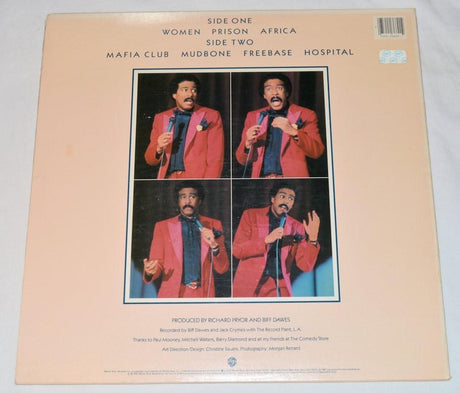 SIDE ONE
WOMEN PRISON AFRICA
SIDE TWO
MAFIA CLUB MUDBONE FREEBASE HOSPITAL
PRODUCED BY RICHARD PRYOR AND BIFF DAWES
Recorded by Biff Dawes and Jack Crymes with The Record Plant, L.A.
Thanks to Paul Mooney, Mitchell Walters, Barry Diamond and all my friends at The Comedy Store
Art Direction/Design: Christine Sauers, Photography: